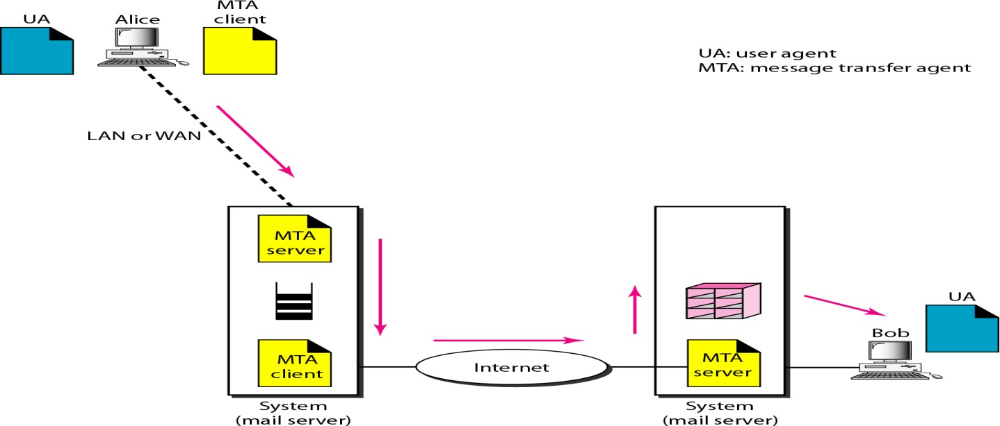 UA
Alice
MTA
client
UA: user agent
MTA: message transfer agent
LAN or WAN
MTA
server
MTA
client
System
(mail server)
Internet
MTA
server
System
(mail server)
Bob
UA